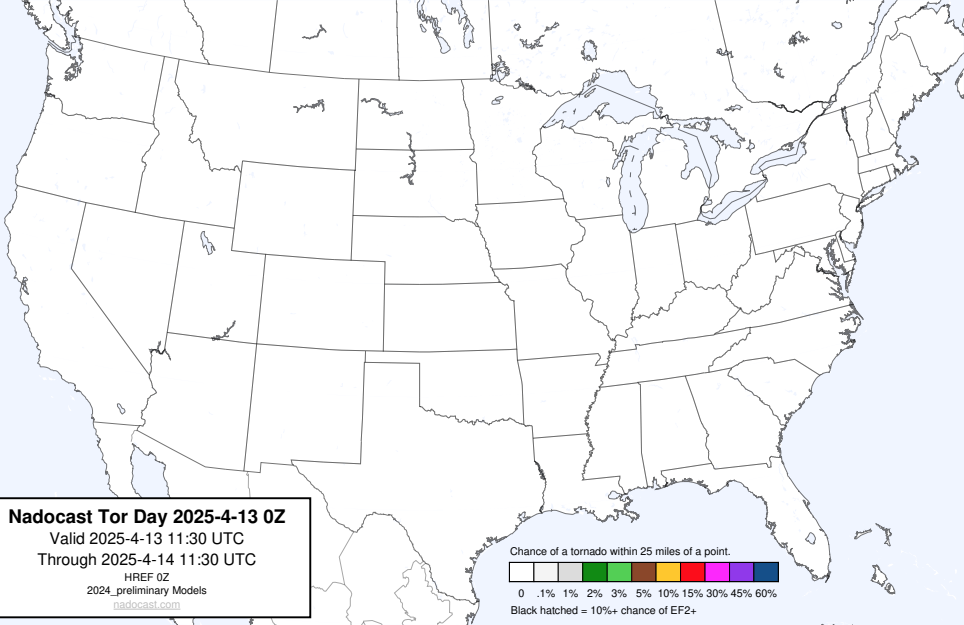 Nadocast Tor Day 2025-4-13 0Z
Valid 2025-4-13 11:30 UTC
Through 2025-4-14 11:30 UTC
HREF 0Z
2024_preliminary Models
nadocast.com
Chance of a tornado within 25 miles of a point.
0 .1% 1% 2% 3% 5% 10% 15% 30% 45% 60%
Black hatched = 10%+ chance of EF2+